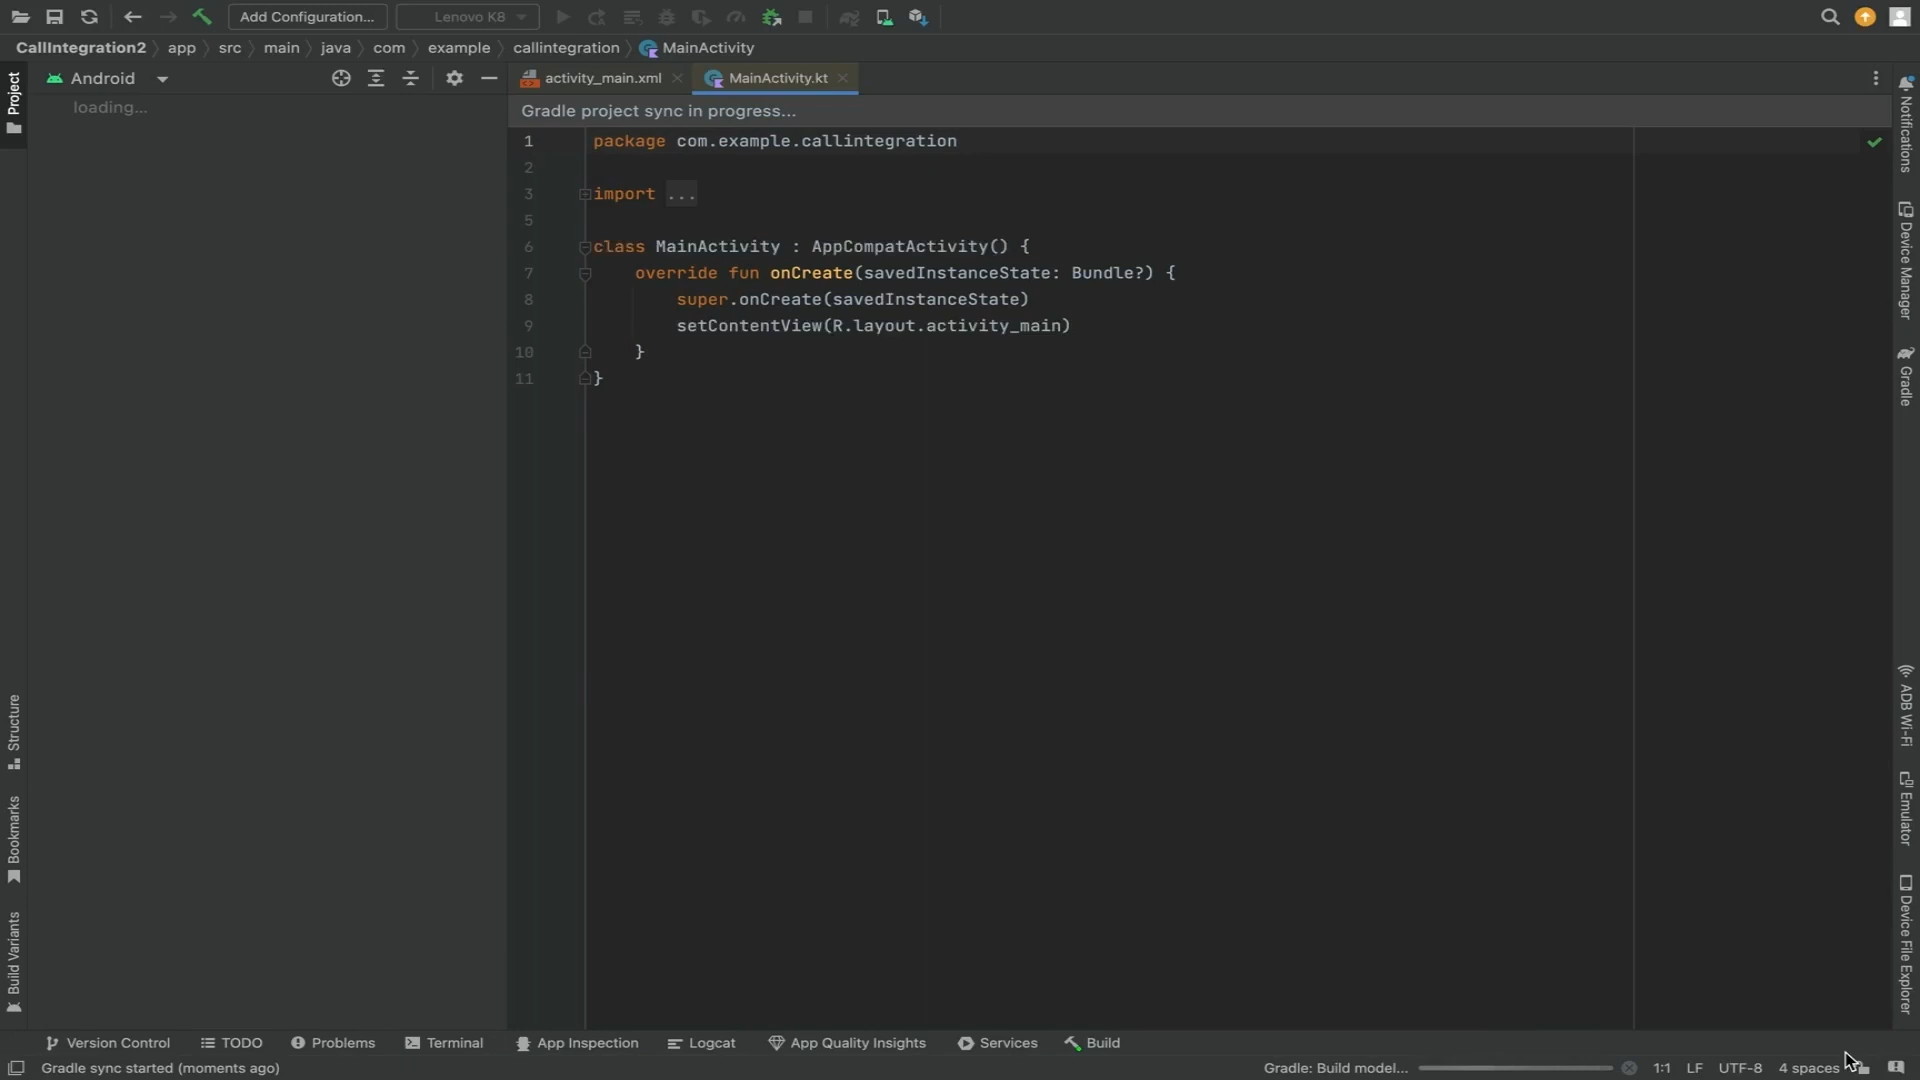 Add Configuration... Lenovo K8
CallIntegration2 app src main java com example callintegration MainActivity
Project
Android
activity_main.xml MainActivity.kt
loading...
Gradle project sync in progress...
1 package com.example.callintegration
2
3 import ...
5
6 class MainActivity : AppCompatActivity() {
7 override fun onCreate(savedInstanceState: Bundle?) {
8 super.onCreate(savedInstanceState)
9 setContentView(R.layout.activity_main)
10 }
11 }
Structure
Bookmarks
Build Variants
Notifications
Device Manager
Gradle
ADB Wi-Fi
Emulator
Device File Explorer
Version Control TODO Problems Terminal App Inspection Logcat App Quality Insights Services Build
Gradle sync started (moments ago) Gradle: Build model... 1:1 LF UTF-8 4 spaces